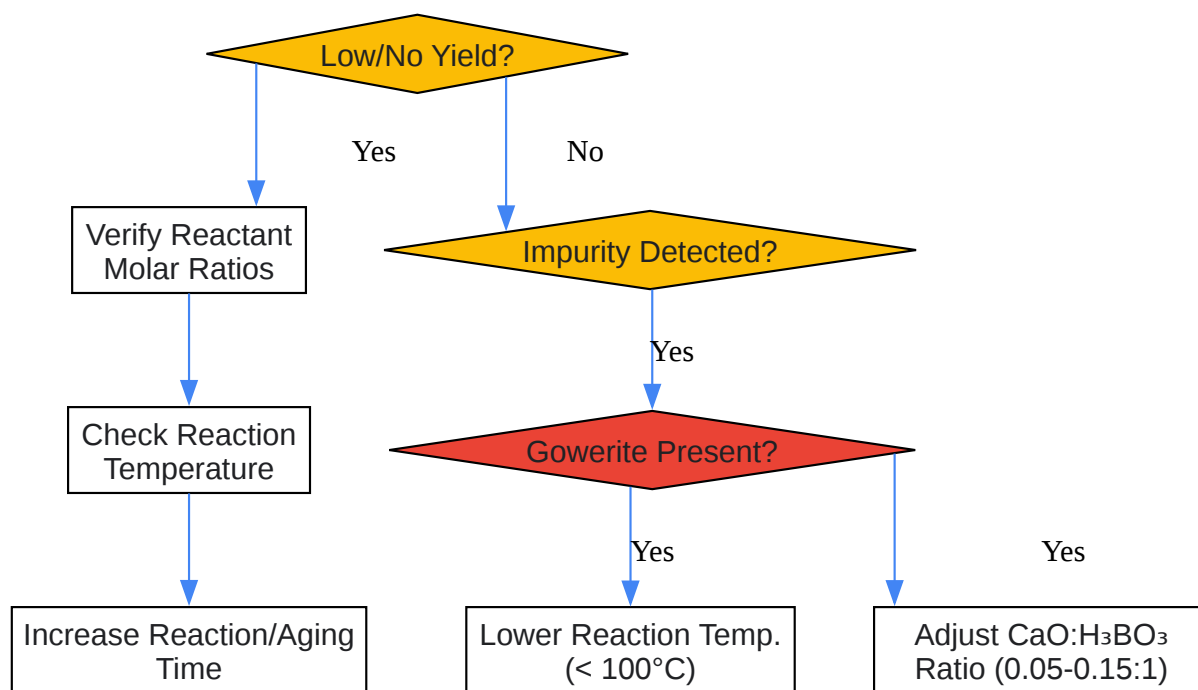 Low/No Yield?
Yes
No
Verify Reactant
Molar Ratios
Impurity Detected?
Yes
Check Reaction
Temperature
Gowerite Present?
Yes
Yes
Increase Reaction/Aging
Time
Lower Reaction Temp.
(< 100°C)
Adjust CaO:H₃BO₃
Ratio (0.05-0.15:1)